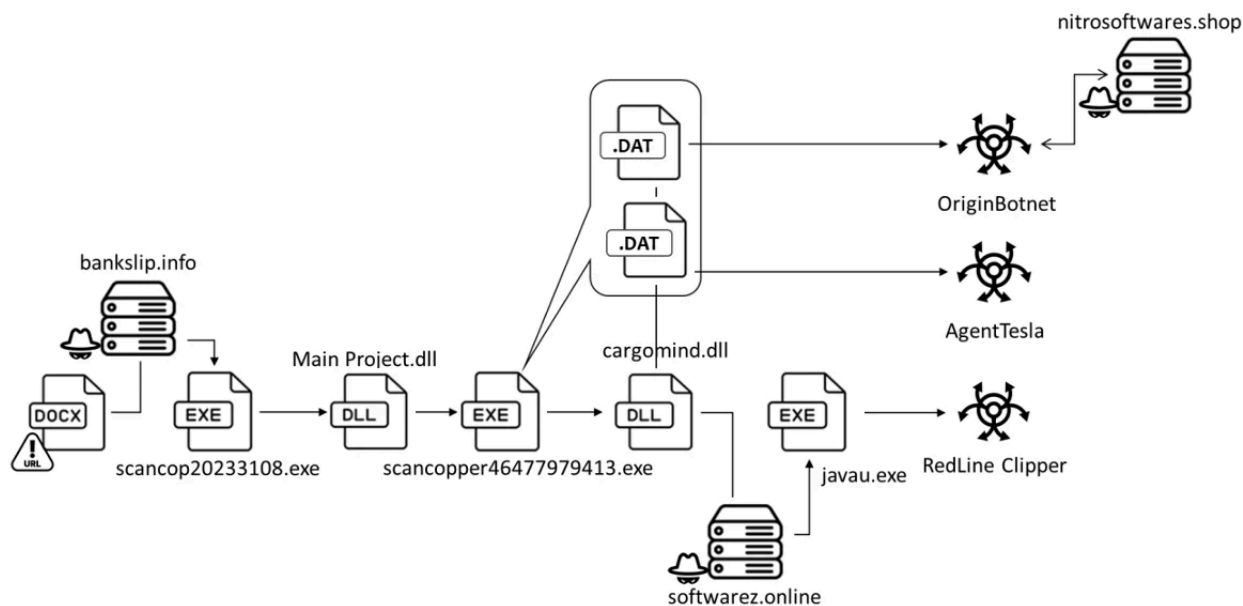 nitrosoftwares.shop
.DAT
OriginBotnet
.DAT
AgentTesla
bankslip.info
Main Project.dll
cargomind.dll
DOCX
URL
EXE
DLL
EXE
DLL
EXE
scancop20233108.exe
scancopper46477979413.exe
javau.exe
RedLine Clipper
softwarez.online